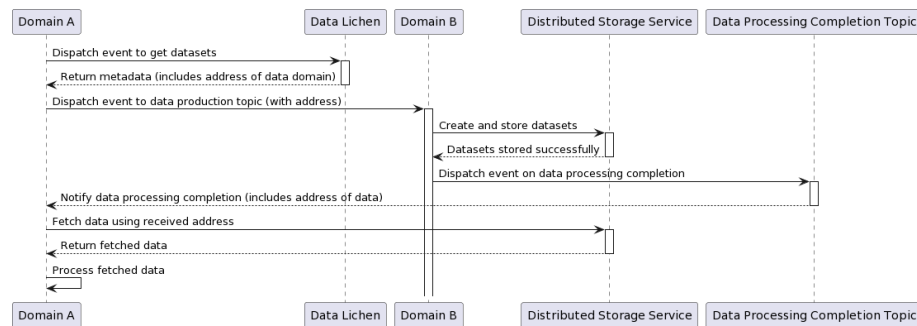 Domain A
Data Lichen
Domain B
Distributed Storage Service
Data Processing Completion Topic
Dispatch event to get datasets
Return metadata (includes address of data domain)
Dispatch event to data production topic (with address)
Create and store datasets
Datasets stored successfully
Dispatch event on data processing completion
Notify data processing completion (includes address of data)
Fetch data using received address
Return fetched data
Process fetched data
Domain A
Data Lichen
Domain B
Distributed Storage Service
Data Processing Completion Topic